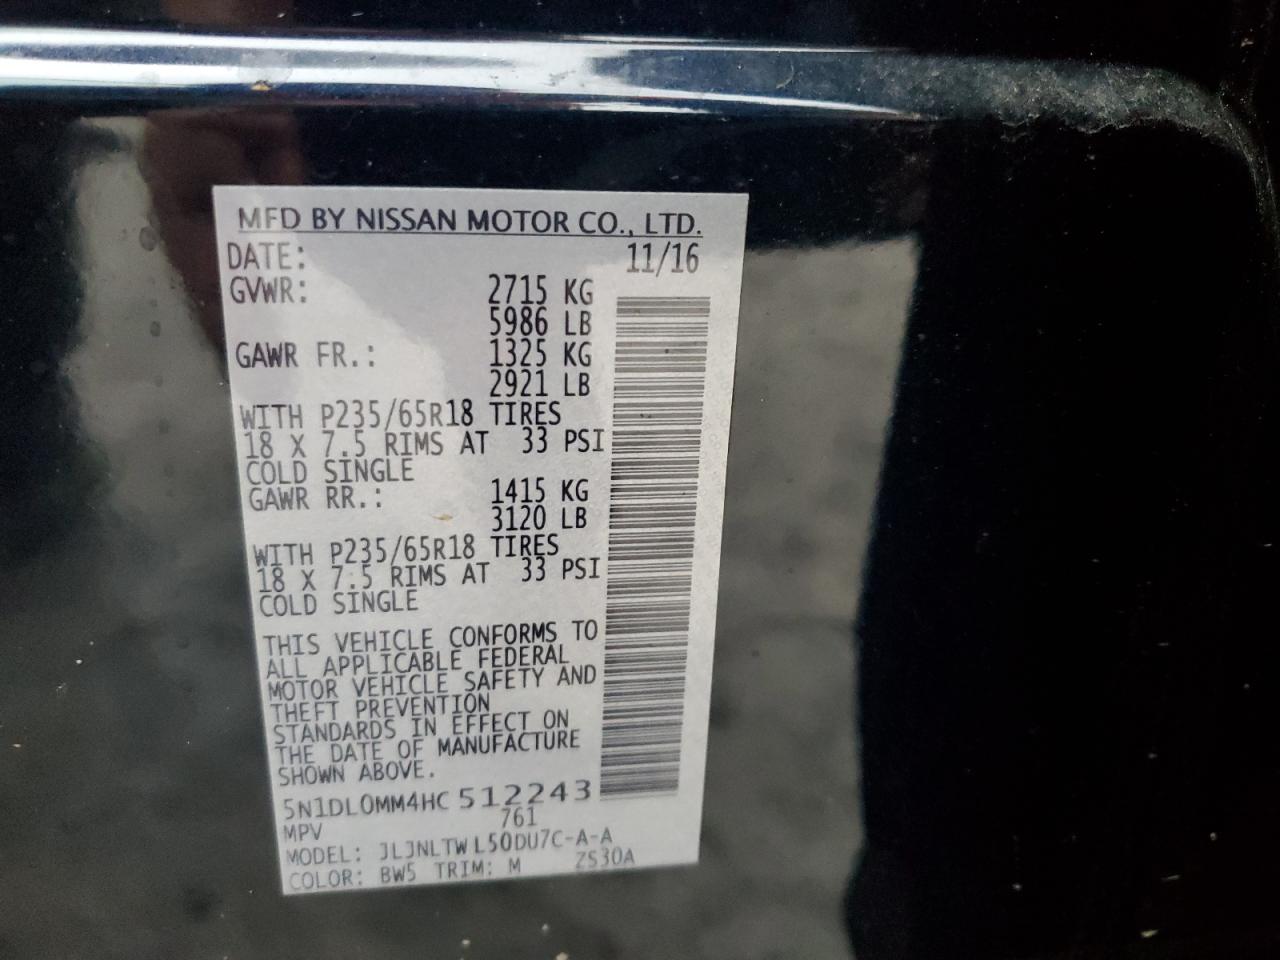 MFD BY NISSAN MOTOR CO., LTD.
DATE: 11/16
GVWR: 2715 KG
5986 LB
GAWR FR.: 1325 KG
2921 LB
WITH P235/65R18 TIRES
18 X 7.5 RIMS AT 33 PSI
COLD SINGLE
GAWR RR.: 1415 KG
3120 LB
WITH P235/65R18 TIRES
18 X 7.5 RIMS AT 33 PSI
COLD SINGLE
THIS VEHICLE CONFORMS TO
ALL APPLICABLE FEDERAL
MOTOR VEHICLE SAFETY AND
THEFT PREVENTION
STANDARDS IN EFFECT ON
THE DATE OF MANUFACTURE
SHOWN ABOVE.
5N1DL0MM4HC512243
MPV 761
MODEL: JLJNLTWL50DU7C-A-A
COLOR: BW5 TRIM: M ZS30A